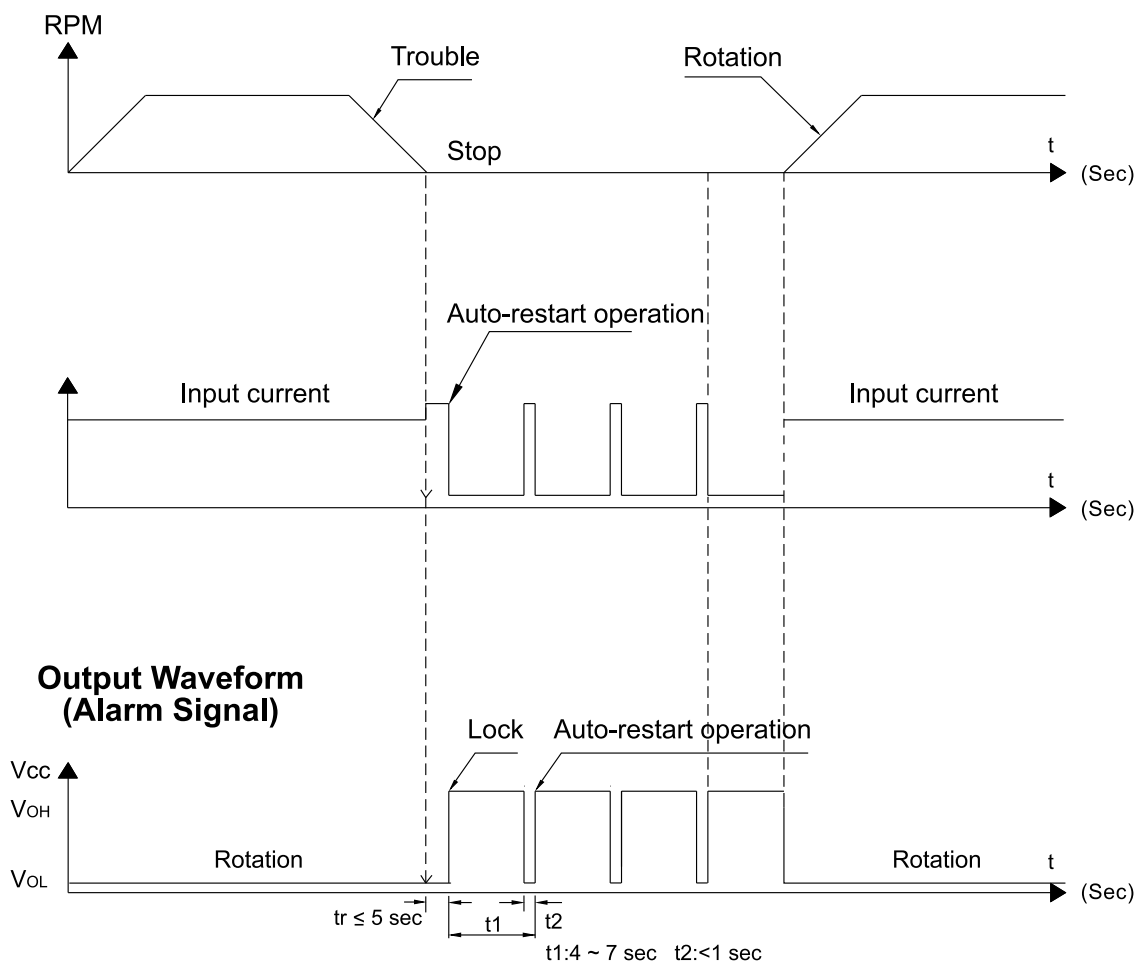 RPM
Trouble
Rotation
Stop
t
(Sec)
Auto-restart operation
Input current
Input current
t
(Sec)
Output Waveform
(Alarm Signal)
Lock
Auto-restart operation
Vcc
VOH
VOL
Rotation
Rotation
t
(Sec)
tr ≤ 5 sec
t1
t2
t1:4 ~ 7 sec t2:<1 sec